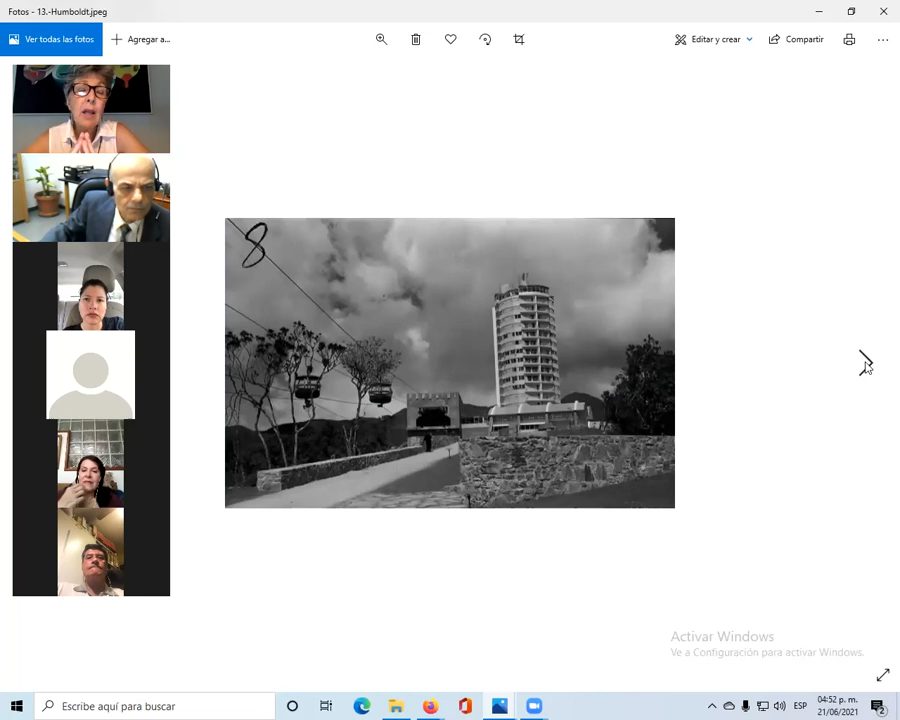 Fotos - 13.-Humboldt.jpeg
Ver todas las fotos
Agregar a...
Editar y crear
Compartir
8
Activar Windows
Ve a Configuración para activar Windows.
Escribe aquí para buscar
ESP
04:52 p. m.
21/06/2021
2